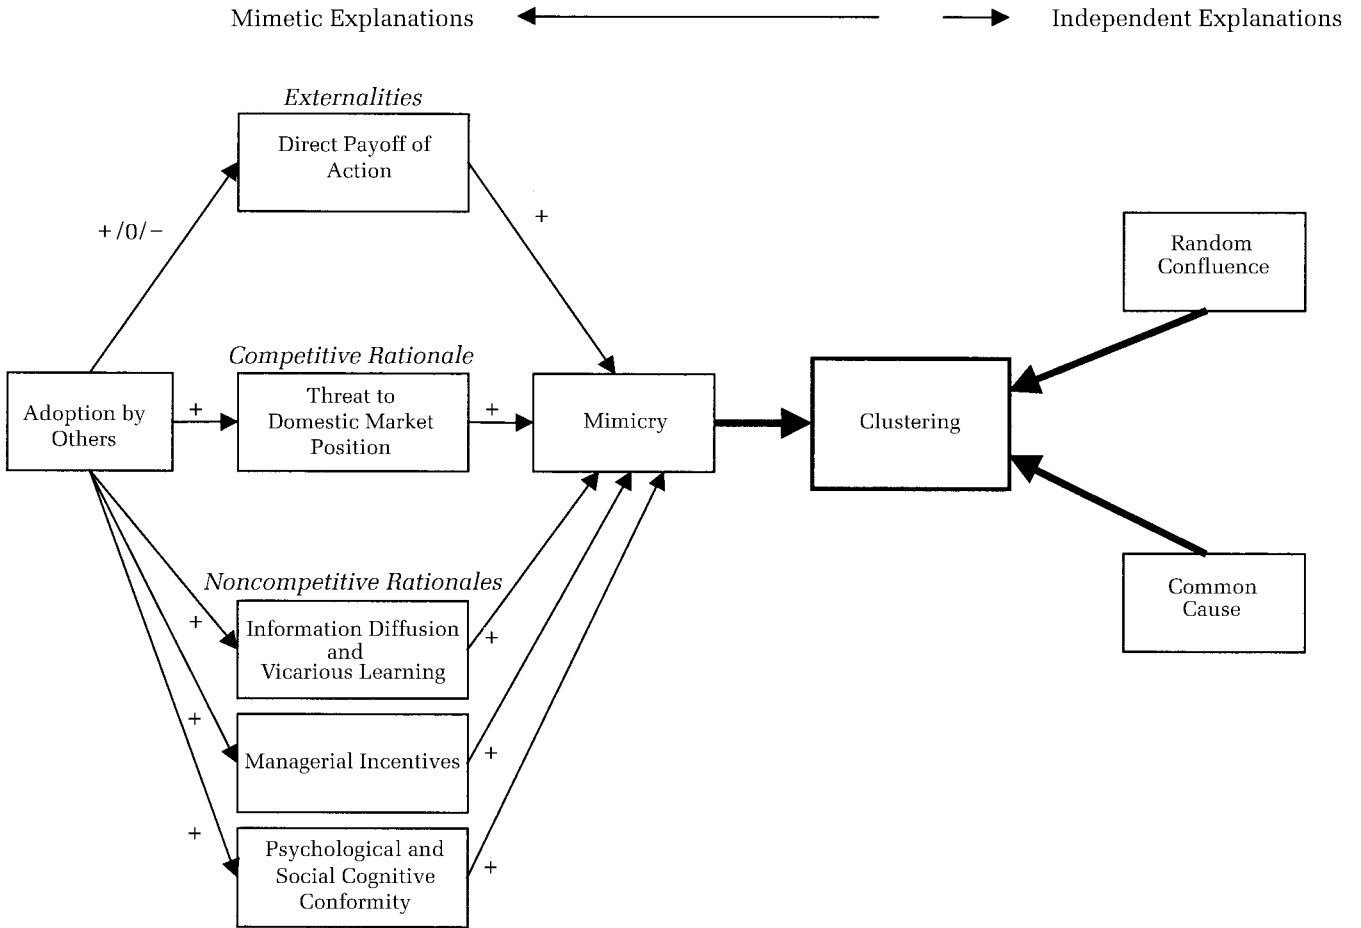 Mimetic Explanations
Independent Explanations
Externalities
Direct Payoff of
Action
+/0/−
+
Random
Confluence
Competitive Rationale
Adoption by
Others
+
Threat to
Domestic Market
Position
+
Mimicry
Clustering
Noncompetitive Rationales
+
Information Diffusion
and
Vicarious Learning
+
Common
Cause
+
Managerial Incentives
+
+
Psychological and
Social Cognitive
Conformity
+